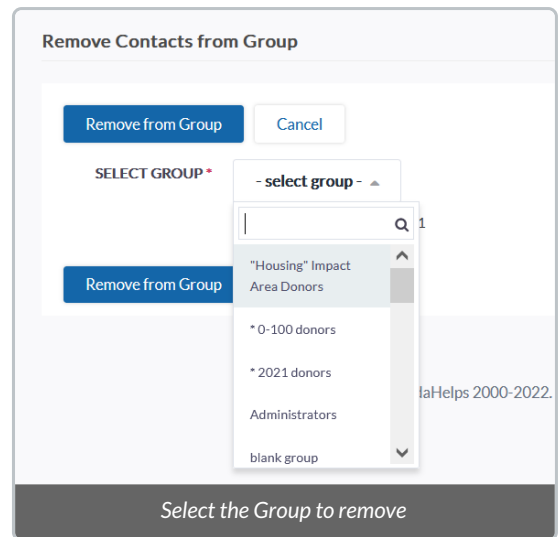 Remove Contacts from Group
Remove from Group Cancel
SELECT GROUP * - select group -
1
"Housing" Impact
Area Donors
Remove from Group
* 0-100 donors
* 2021 donors
daHelps 2000-2022.
Administrators
blank group
Select the Group to remove